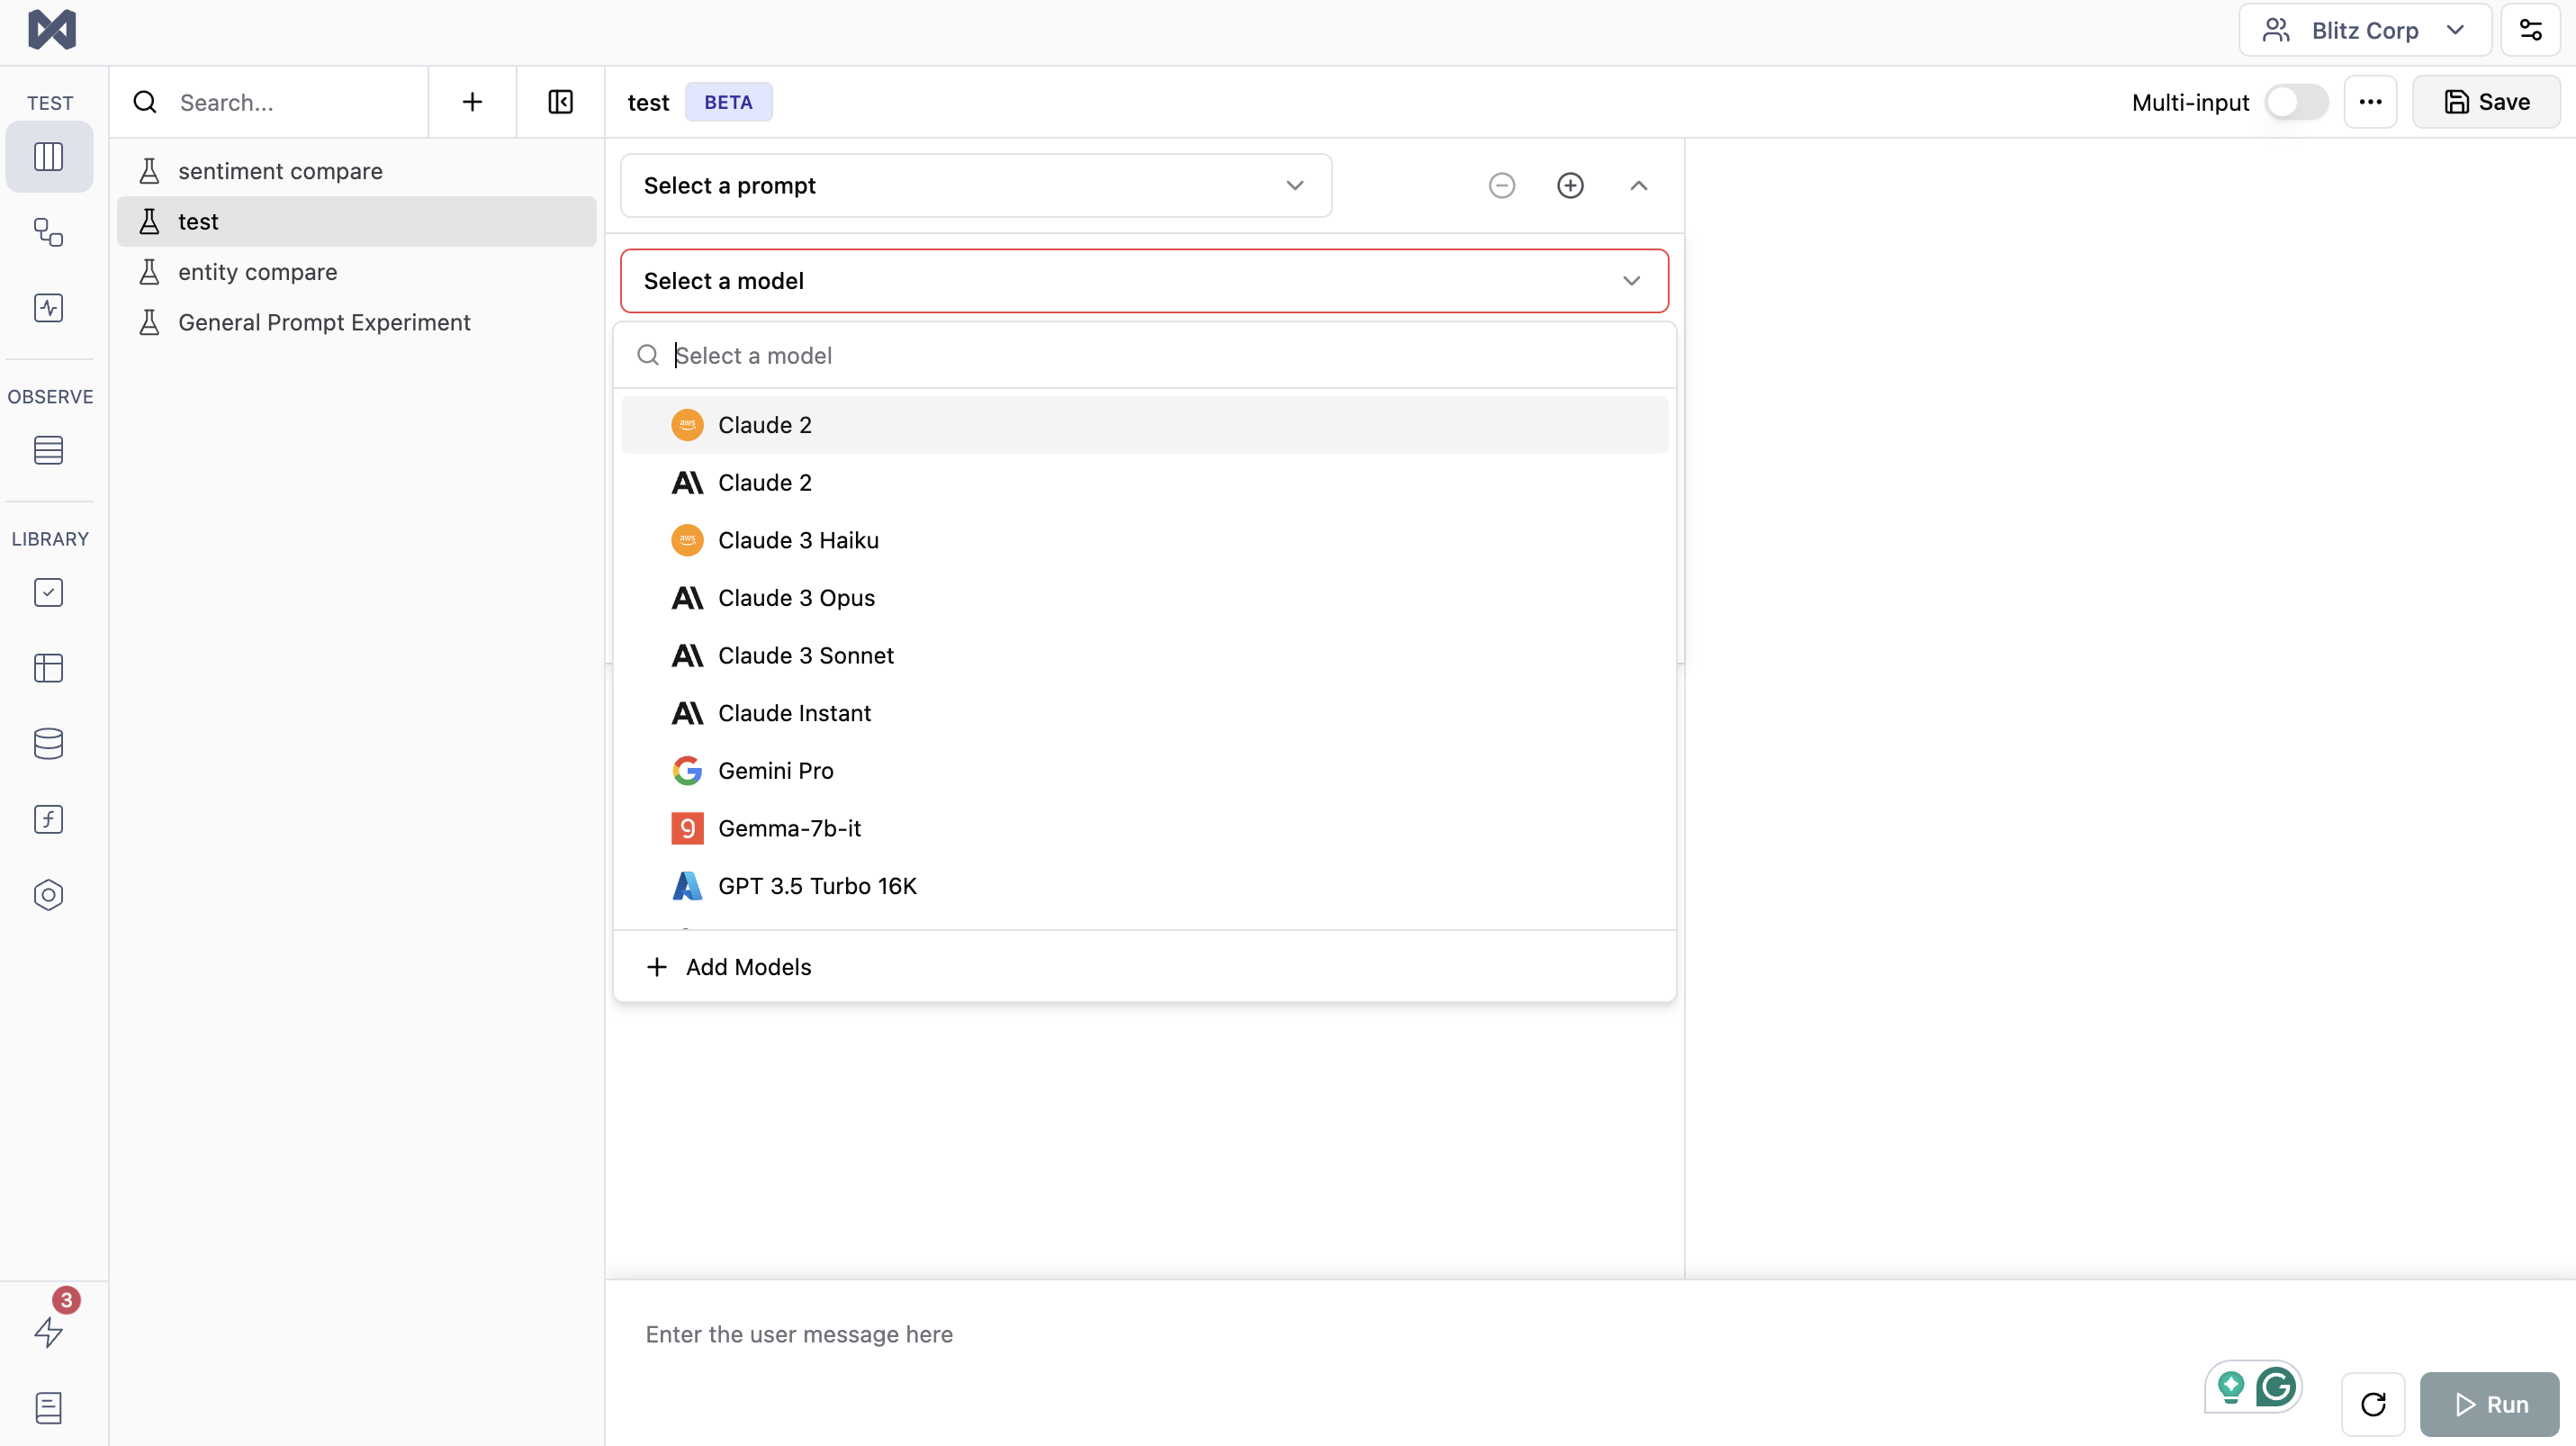 Blitz Corp
TEST
Search...
test BETA
Multi-input
Save
sentiment compare
test
entity compare
General Prompt Experiment
OBSERVE
LIBRARY
3
Select a prompt
Select a model
Select a model
aws Claude 2
Claude 2
aws Claude 3 Haiku
Claude 3 Opus
Claude 3 Sonnet
Claude Instant
Gemini Pro
Gemma-7b-it
GPT 3.5 Turbo 16K
Add Models
Enter the user message here
Run